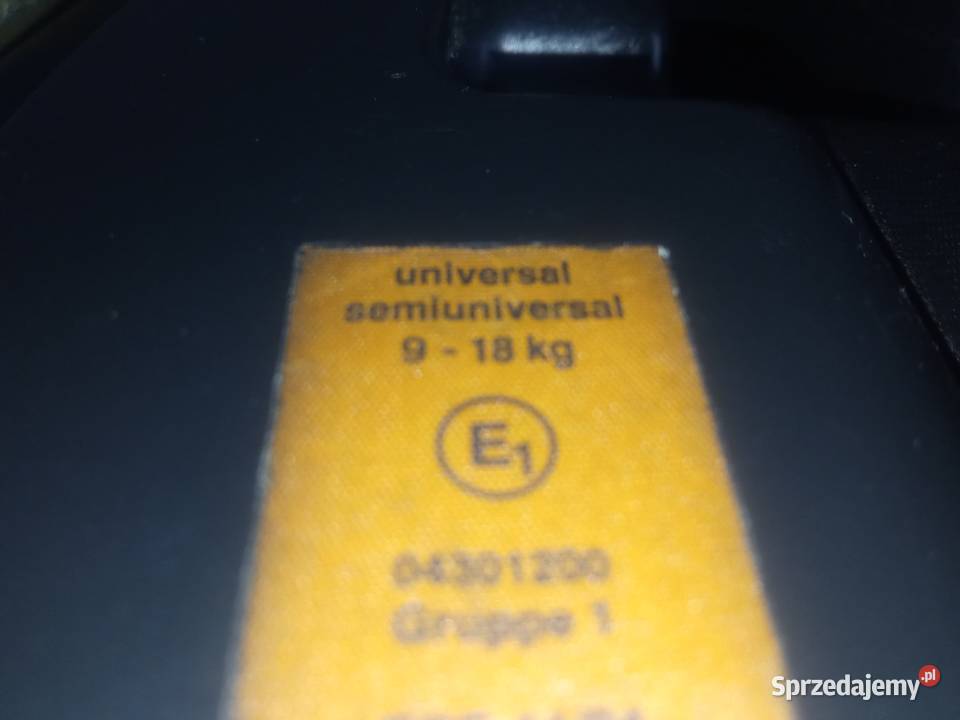 universal
semiuniversal
9 - 18 kg
E1
04301200
Gruppe 1
Sprzedajemy.pl